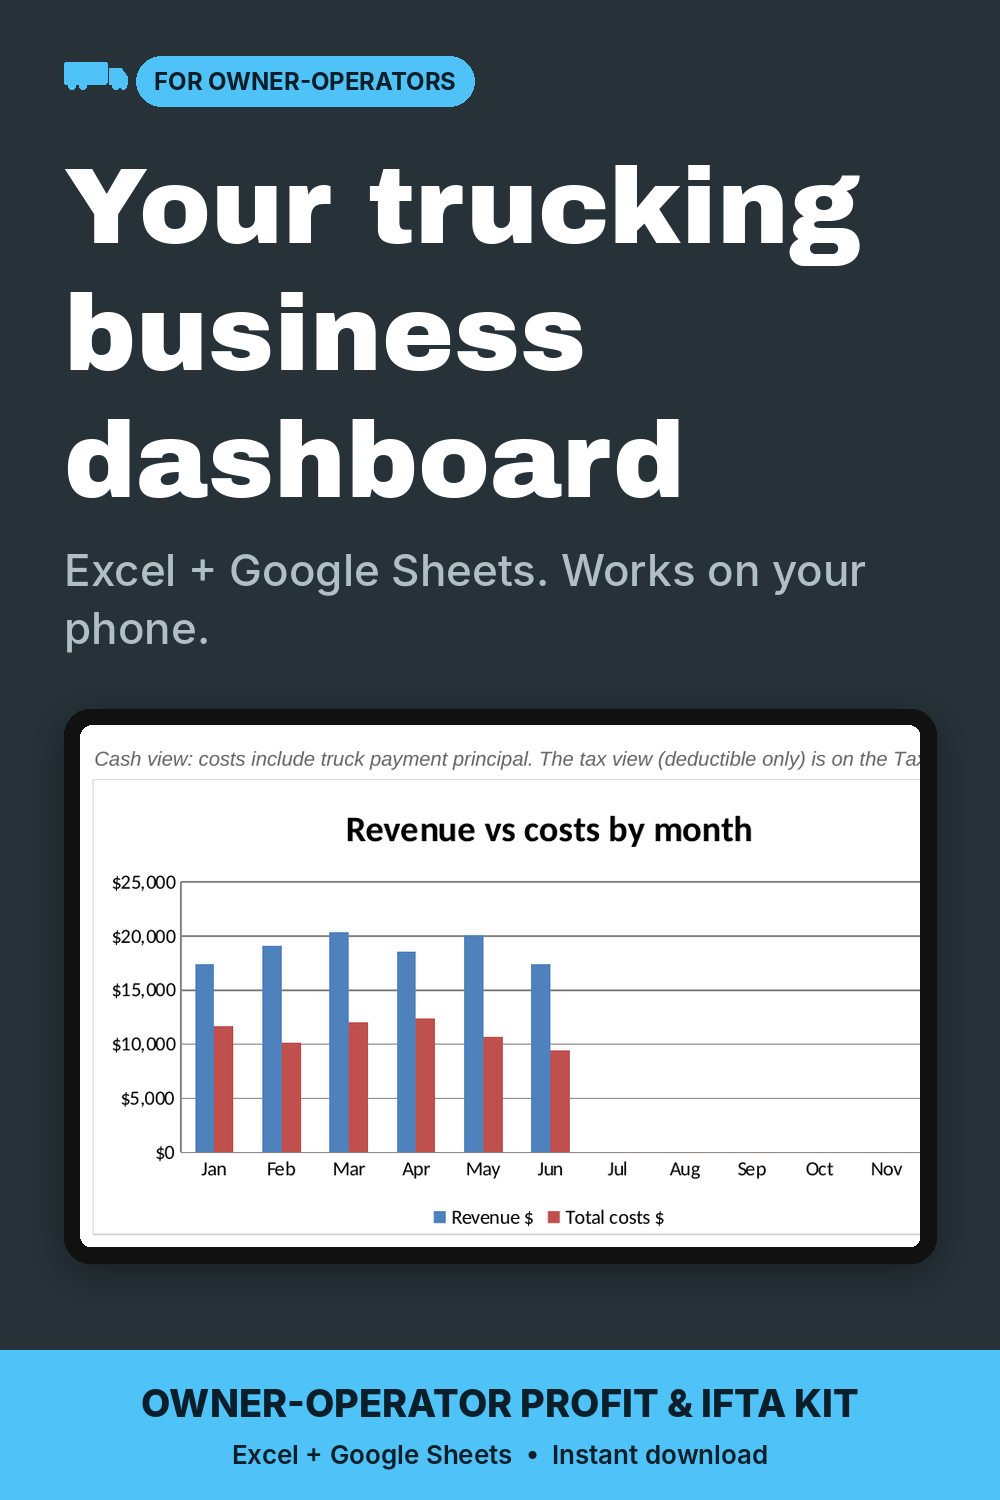 FOR OWNER-OPERATORS
Your trucking
business
dashboard
Excel + Google Sheets. Works on your
phone.
Cash view: costs include truck payment principal. The tax view (deductible only) is on the Tax
Revenue vs costs by month
$25,000
$20,000
$15,000
$10,000
$5,000
$0
Jan Feb Mar Apr May Jun Jul Aug Sep Oct Nov
Revenue $ Total costs $
OWNER-OPERATOR PROFIT & IFTA KIT
Excel + Google Sheets • Instant download